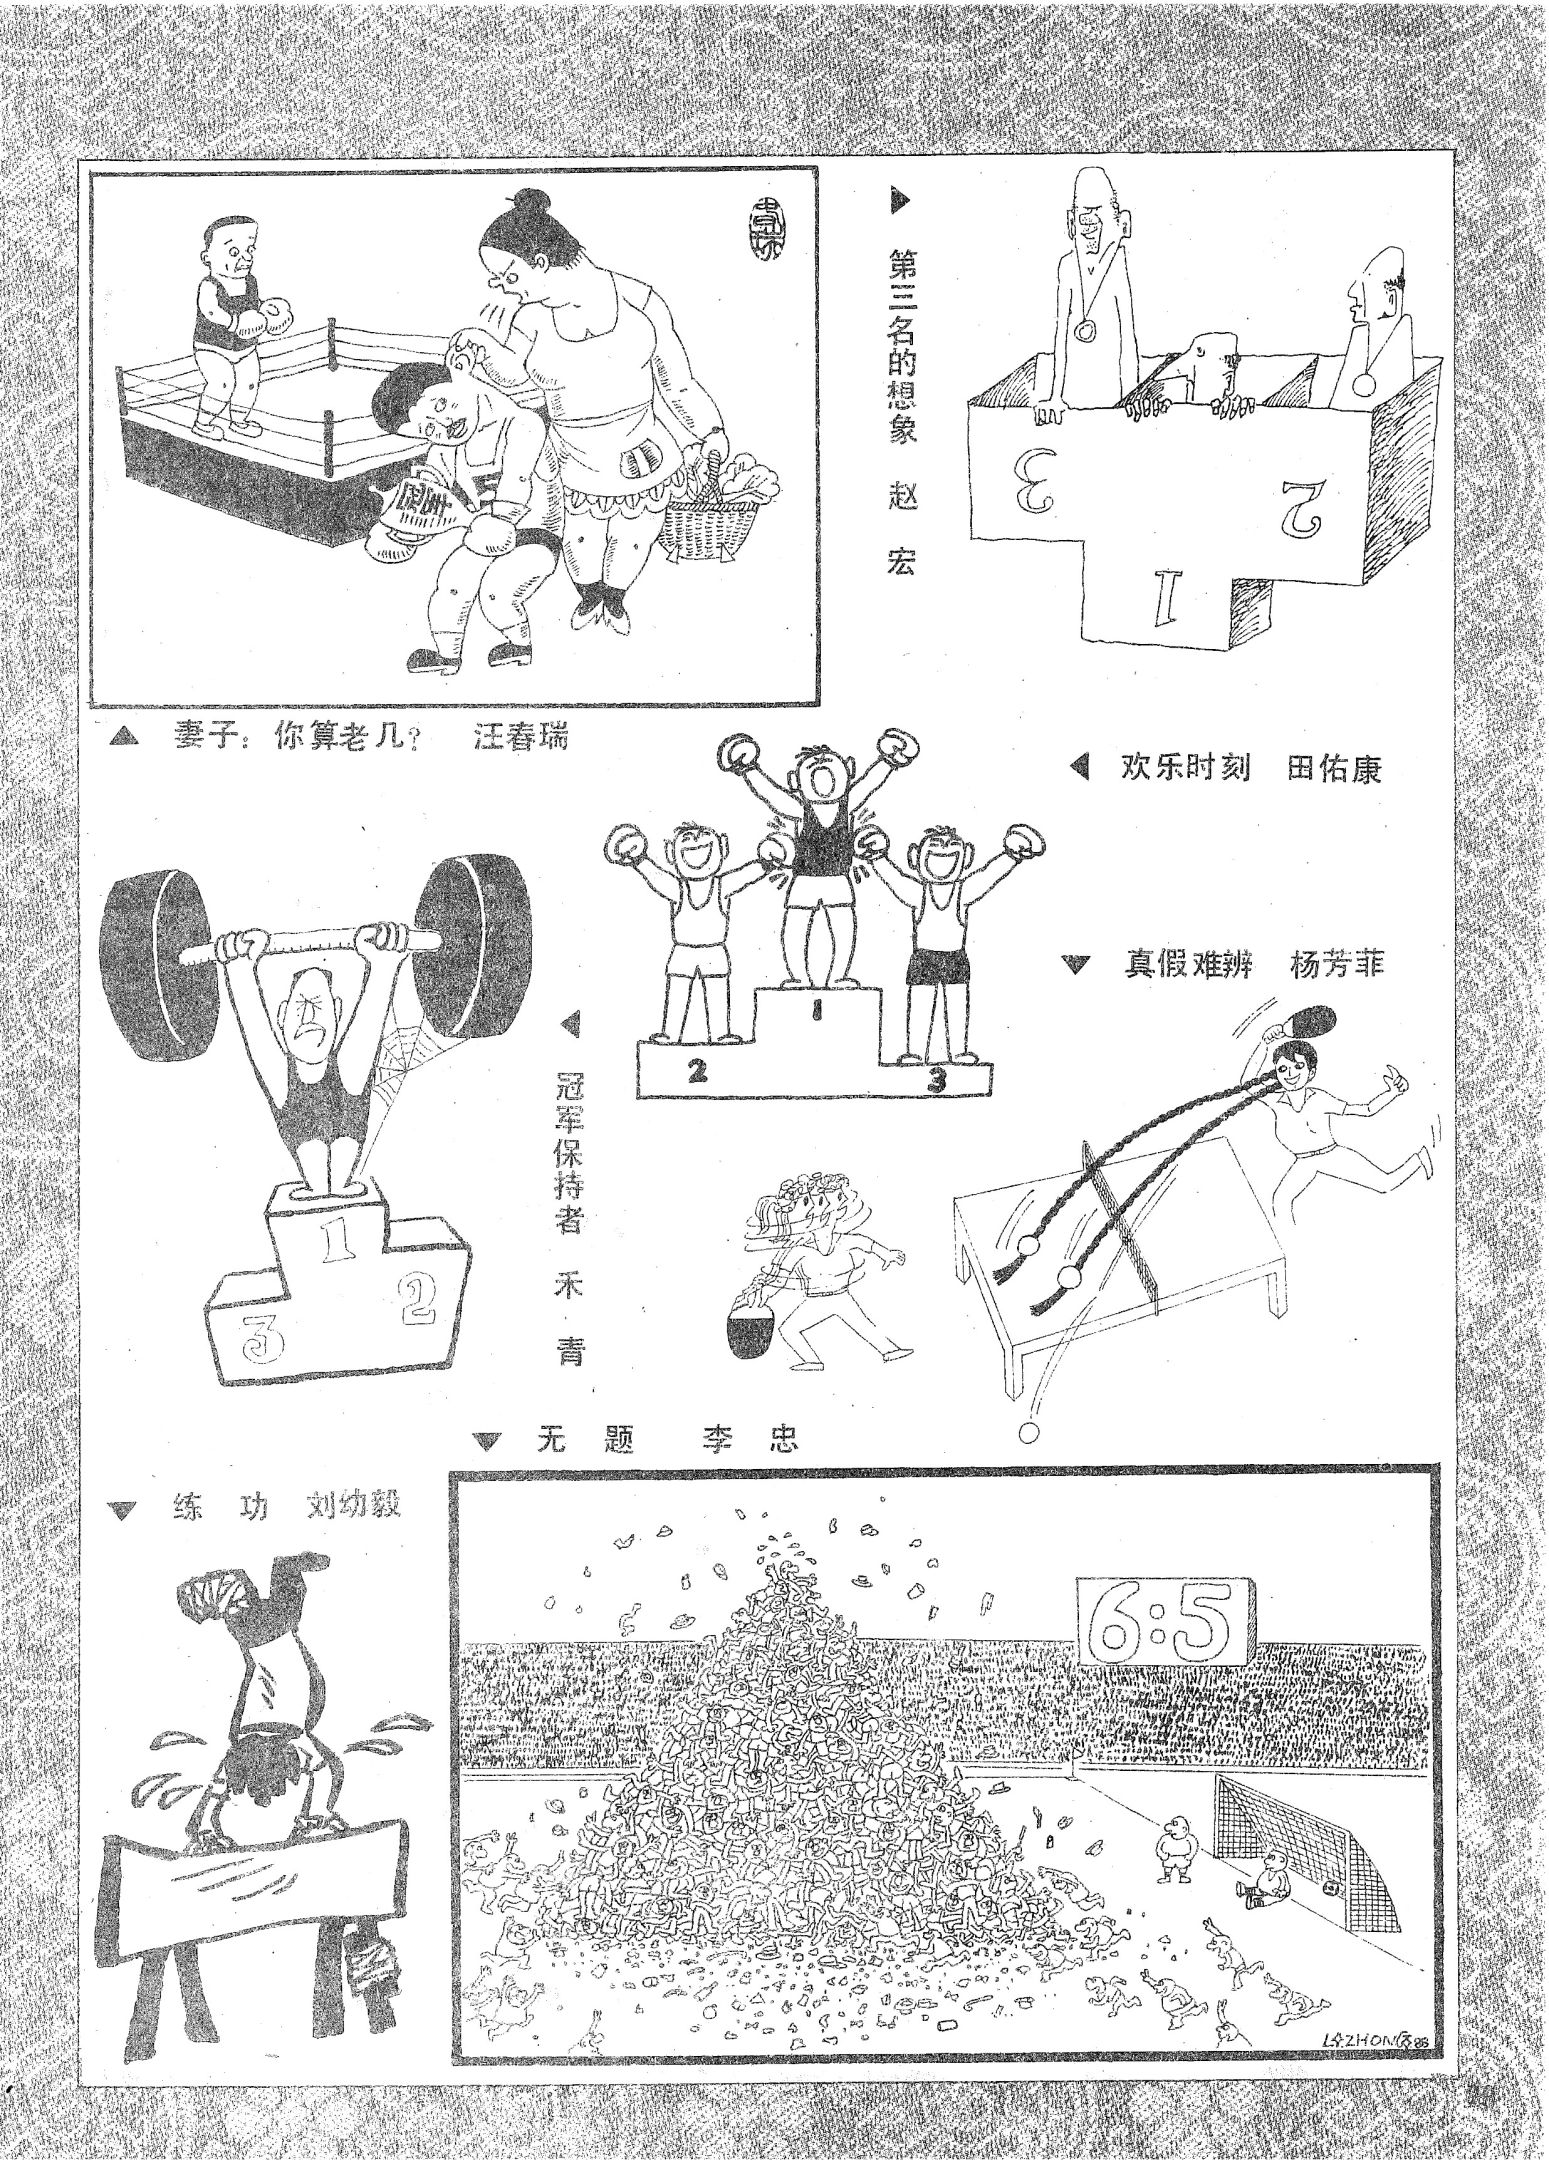 ▶ 第三名的想象 赵 宏
3
2
1
冠军
▲ 妻子：你算老几？ 汪春瑞
◀ 欢乐时刻 田佑康
1
2
3
▼ 真假难辨 杨芳菲
◀ 冠军保持者 禾 青
1
2
3
▼ 无 题 李 忠
▼ 练 功 刘幼毅
6:5